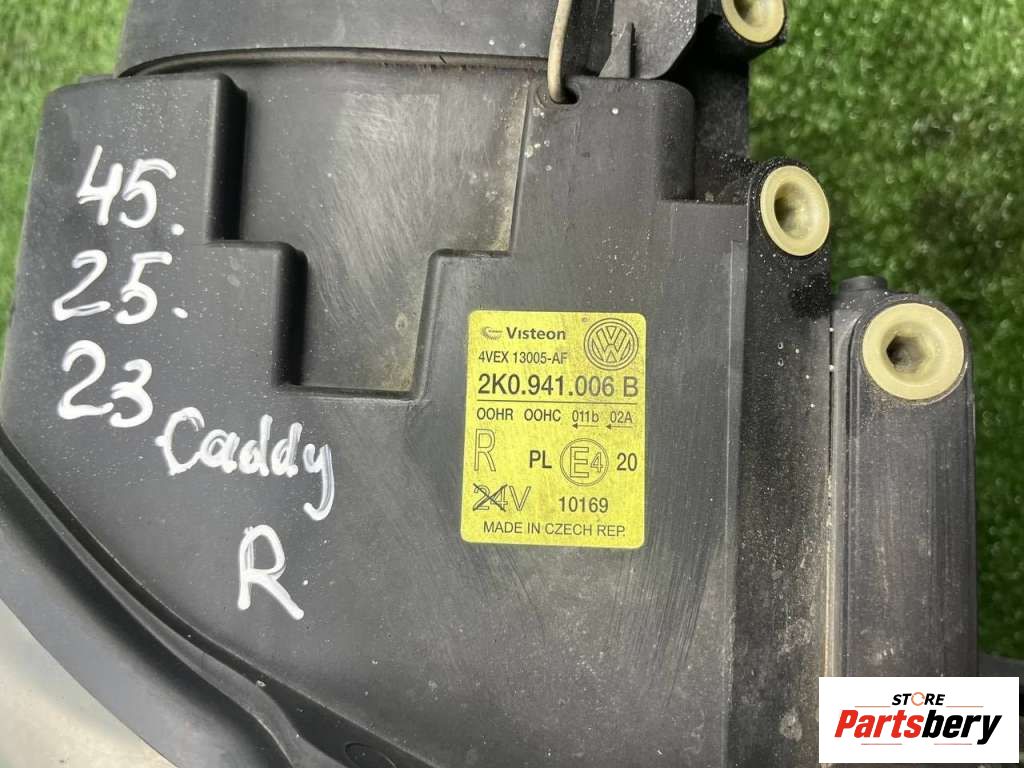 45.
25.
23
Caddy
R.
Visteon
4VEX 13005-AF
2K0.941.006 B
OOHR OOHC 011b 02A
R PL E4 20
24V 10169
MADE IN CZECH REP.
STORE
Partsbery